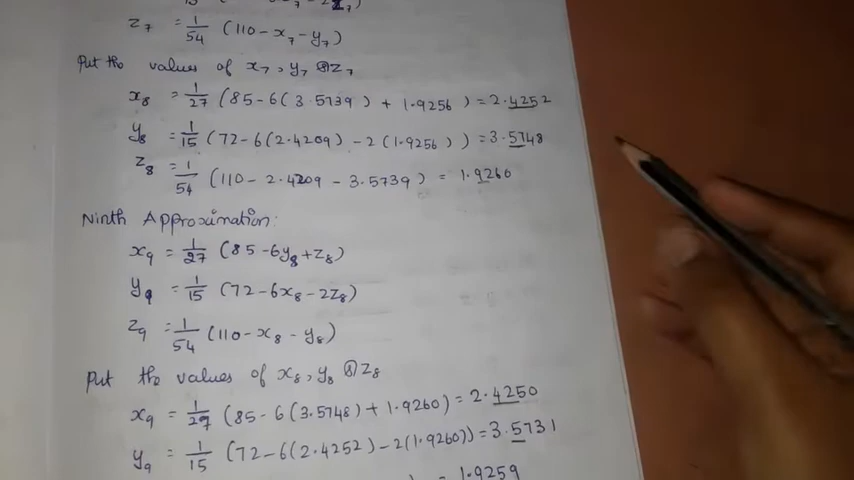 z₇ = 1/54 (110-x₇-y₇)
Put the values of x₇, y₇ & z₇
x₈ = 1/27 (85-6(3.5739) + 1.9256) = 2.4252
y₈ = 1/15 (72-6(2.4209) - 2(1.9256)) = 3.5748
z₈ = 1/54 (110- 2.4209 - 3.5739) = 1.9260
Ninth Approximation:
x₉ = 1/27 (85-6y₈+z₈)
y₉ = 1/15 (72-6x₈-2z₈)
z₉ = 1/54 (110-x₈-y₈)
Put the values of x₈, y₈ & z₈
x₉ = 1/27 (85-6(3.5748)+1.9260) = 2.4250
y₉ = 1/15 (72-6(2.4252)-2(1.9260)) = 3.5731
= 1.9259